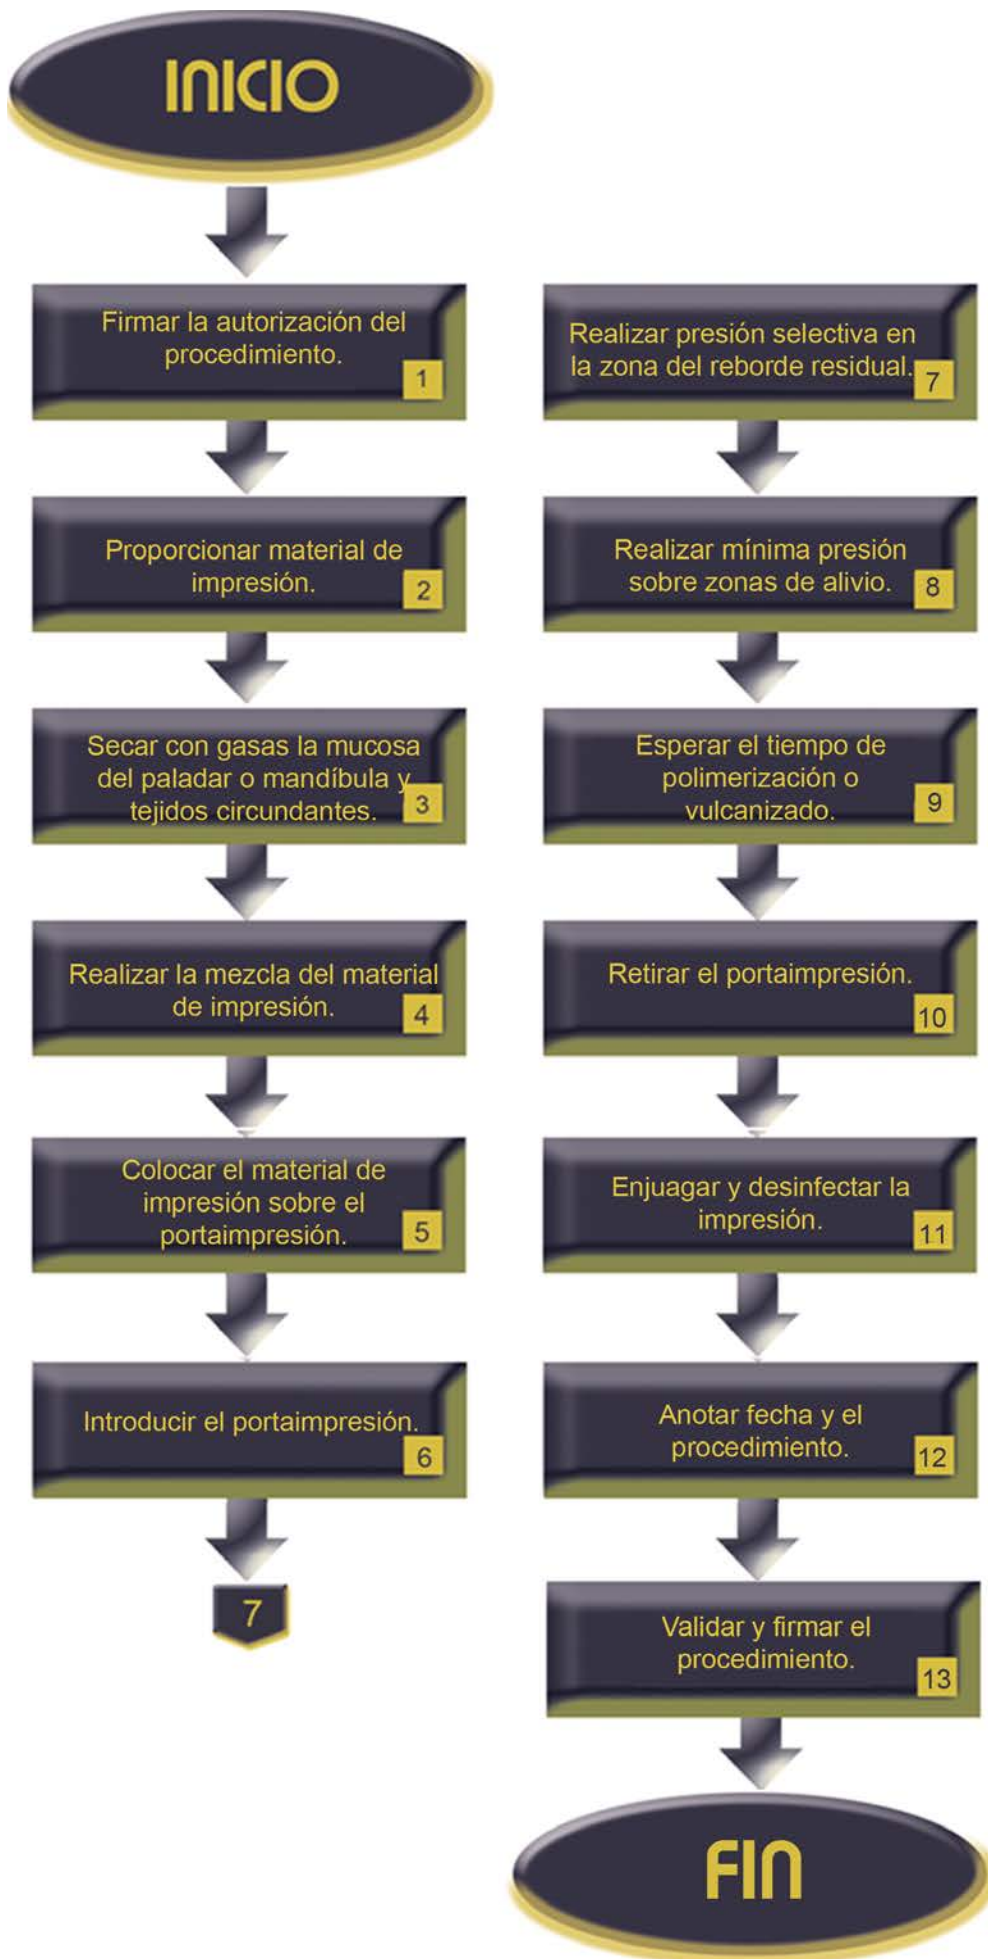 INICIO
Firmar la autorización del
procedimiento.
1
Proporcionar material de
impresión.
2
Secar con gasas la mucosa
del paladar o mandíbula y
tejidos circundantes.
3
Realizar la mezcla del material
de impresión.
4
Colocar el material de
impresión sobre el
portaimpresión.
5
Introducir el portaimpresión.
6
7
Realizar presión selectiva en
la zona del reborde residual.
7
Realizar mínima presión
sobre zonas de alivio.
8
Esperar el tiempo de
polimerización o
vulcanizado.
9
Retirar el portaimpresión.
10
Enjuagar y desinfectar la
impresión.
11
Anotar fecha y el
procedimiento.
12
Validar y firmar el
procedimiento.
13
FIN